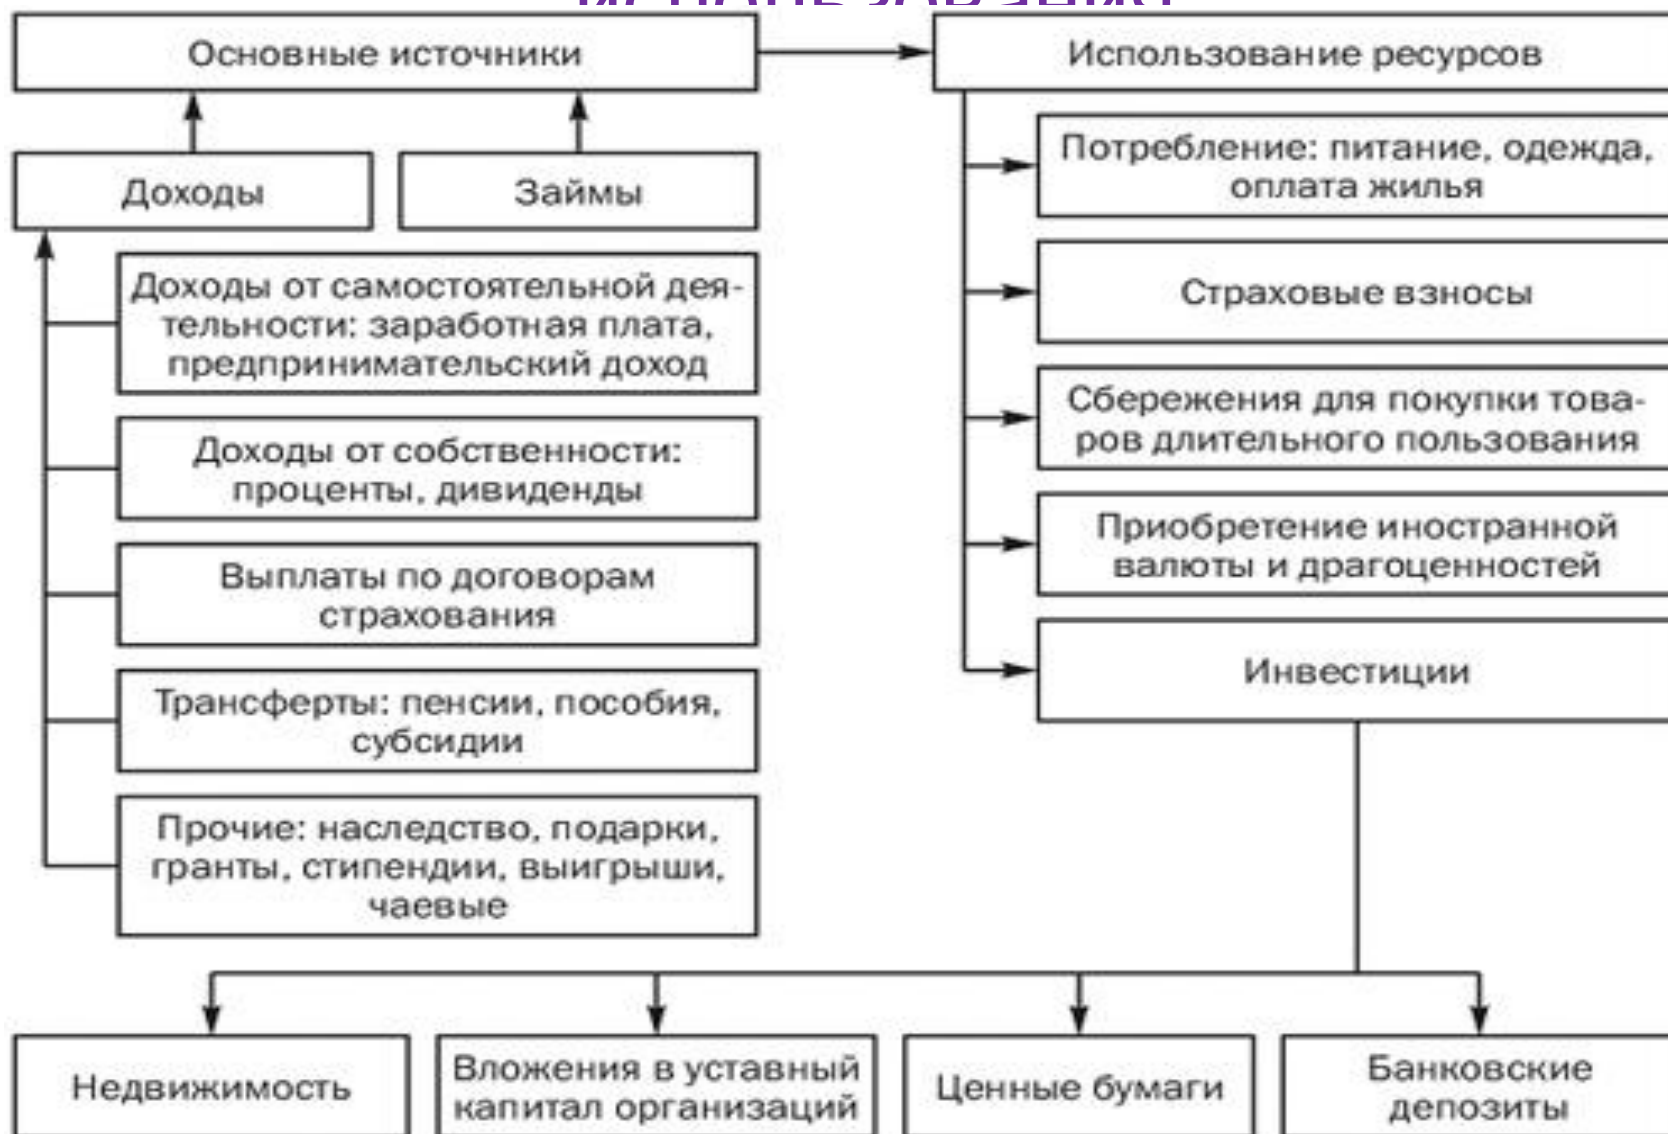 использования
Основные источники
Использование ресурсов
Доходы
Займы
Доходы от самостоятельной дея-
тельности: заработная плата,
предпринимательский доход
Доходы от собственности:
проценты, дивиденды
Выплаты по договорам
страхования
Трансферты: пенсии, пособия,
субсидии
Прочие: наследство, подарки,
гранты, стипендии, выигрыши,
чаевые
Потребление: питание, одежда,
оплата жилья
Страховые взносы
Сбережения для покупки това-
ров длительного пользования
Приобретение иностранной
валюты и драгоценностей
Инвестиции
Недвижимость
Вложения в уставный
капитал организаций
Ценные бумаги
Банковские
депозиты